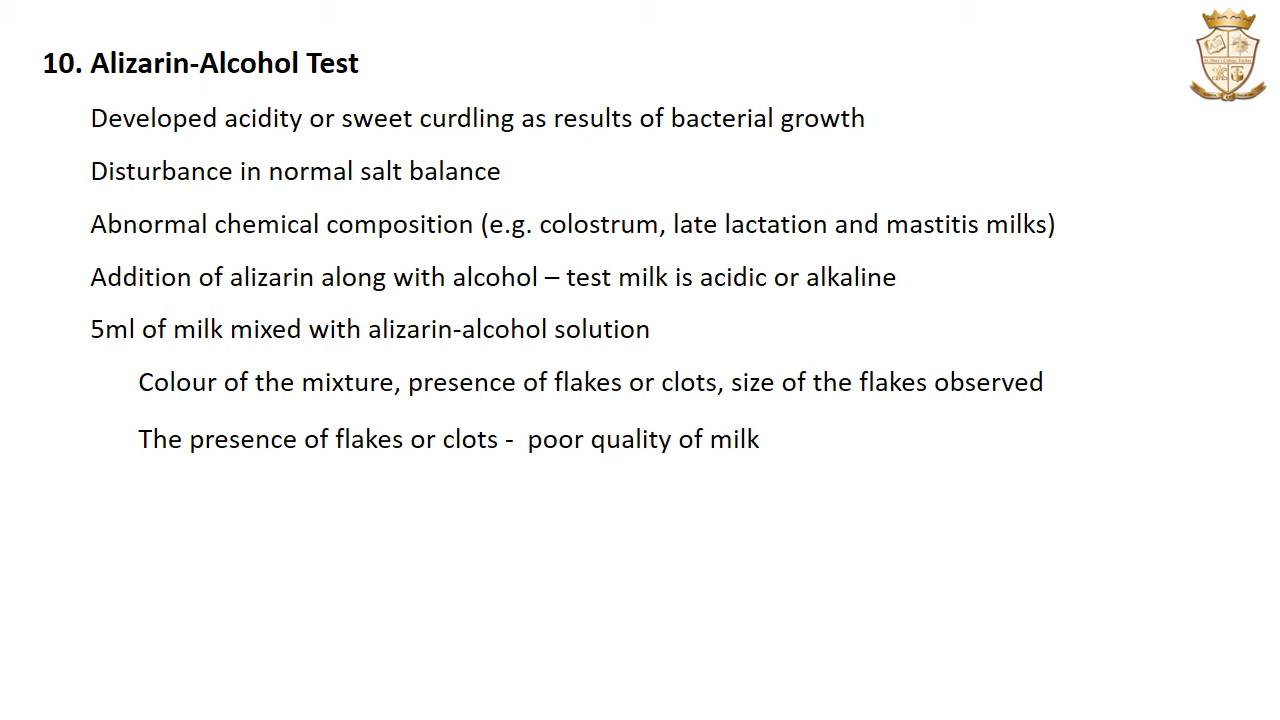 10. Alizarin-Alcohol Test
Developed acidity or sweet curdling as results of bacterial growth
Disturbance in normal salt balance
Abnormal chemical composition (e.g. colostrum, late lactation and mastitis milks)
Addition of alizarin along with alcohol – test milk is acidic or alkaline
5ml of milk mixed with alizarin-alcohol solution
Colour of the mixture, presence of flakes or clots, size of the flakes observed
The presence of flakes or clots -  poor quality of milk